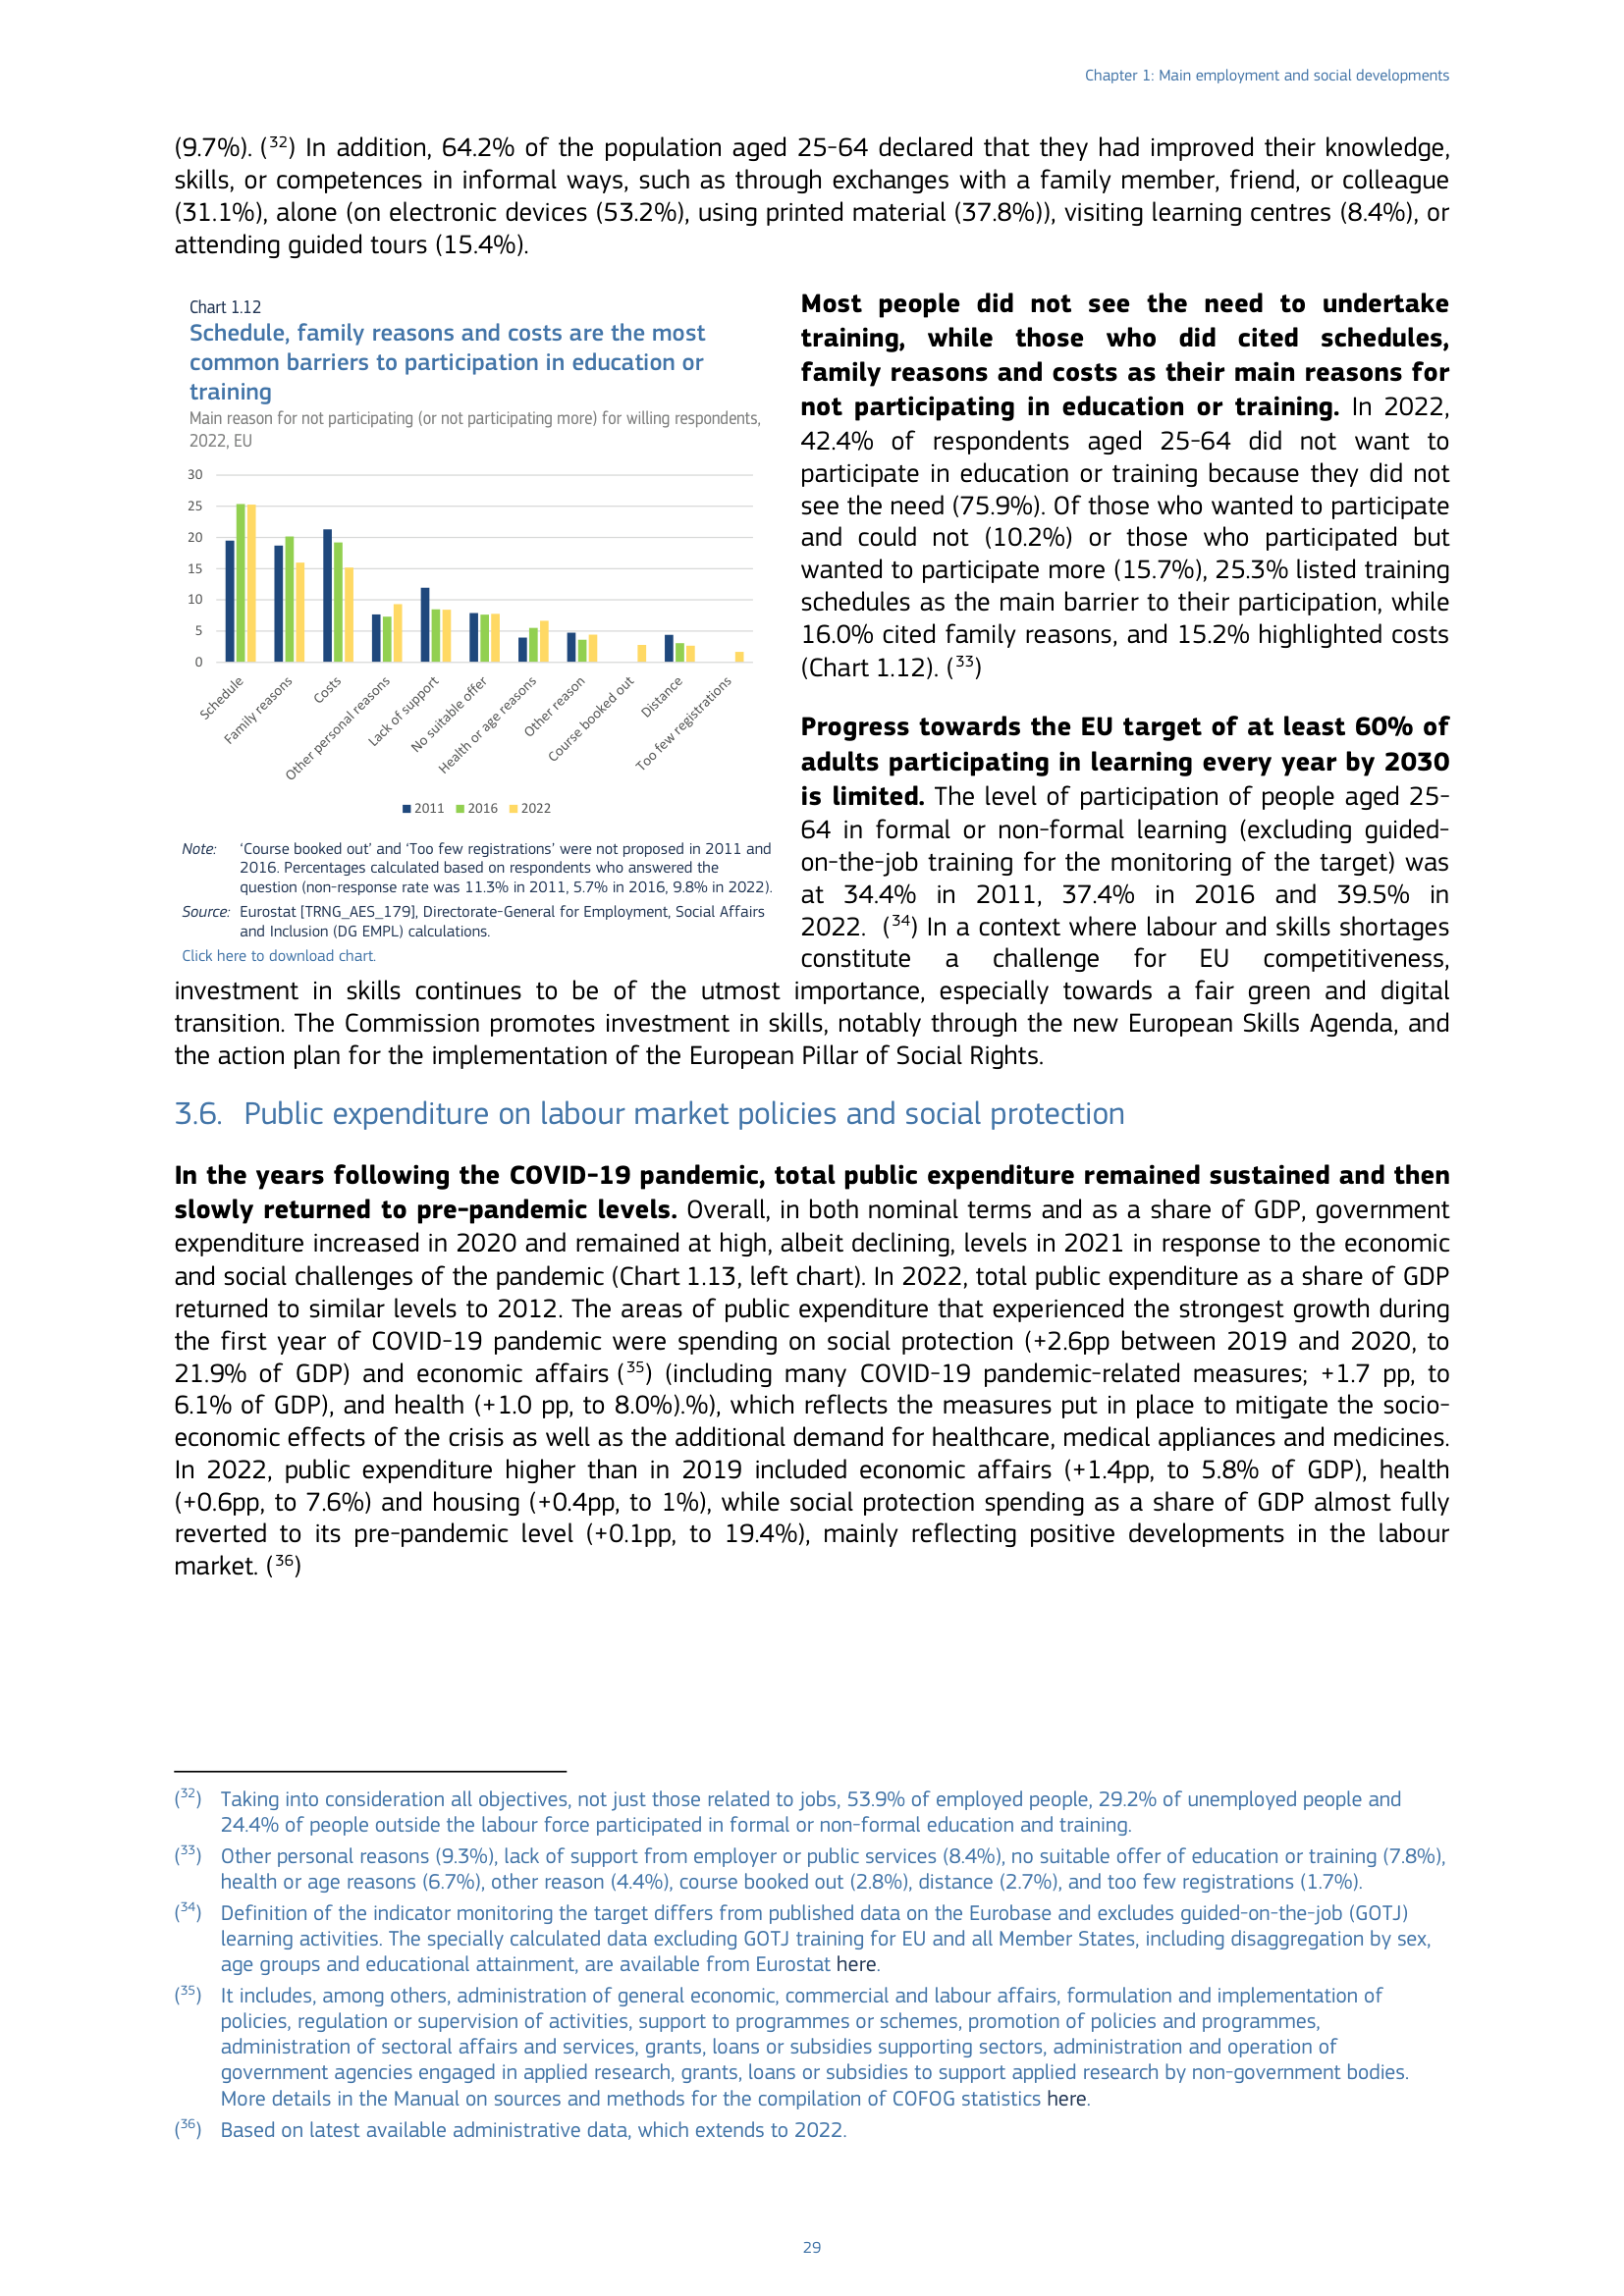 Chapter 1: Main employment and social developments
(9.7%). (32) In addition, 64.2% of the population aged 25-64 declared that they had improved their knowledge,
skills, or competences in informal ways, such as through exchanges with a family member, friend, or colleague
(31.1%), alone (on electronic devices (53.2%), using printed material (37.8%)), visiting learning centres (8.4%), or
attending guided tours (15.4%).
Chart 1.12
Schedule, family reasons and costs are the most
common barriers to participation in education or
training
Main reason for not participating (or not participating more) for willing respondents,
2022, EU
30
25
20
15
10
5
0
Schedule
Family reasons
Costs
Other personal reasons
Lack of support
No suitable offer
Health or age reasons
Other reason
Course booked out
Distance
Too few registrations
2011 2016 2022
Note: 'Course booked out' and 'Too few registrations' were not proposed in 2011 and
2016. Percentages calculated based on respondents who answered the
question (non-response rate was 11.3% in 2011, 5.7% in 2016, 9.8% in 2022).
Source: Eurostat [TRNG_AES_179], Directorate-General for Employment, Social Affairs
and Inclusion (DG EMPL) calculations.
Click here to download chart.
Most people did not see the need to undertake
training, while those who did cited schedules,
family reasons and costs as their main reasons for
not participating in education or training. In 2022,
42.4% of respondents aged 25-64 did not want to
participate in education or training because they did not
see the need (75.9%). Of those who wanted to participate
and could not (10.2%) or those who participated but
wanted to participate more (15.7%), 25.3% listed training
schedules as the main barrier to their participation, while
16.0% cited family reasons, and 15.2% highlighted costs
(Chart 1.12). (33)
Progress towards the EU target of at least 60% of
adults participating in learning every year by 2030
is limited. The level of participation of people aged 25-
64 in formal or non-formal learning (excluding guided-
on-the-job training for the monitoring of the target) was
at 34.4% in 2011, 37.4% in 2016 and 39.5% in
2022. (34) In a context where labour and skills shortages
constitute a challenge for EU competitiveness,
investment in skills continues to be of the utmost importance, especially towards a fair green and digital
transition. The Commission promotes investment in skills, notably through the new European Skills Agenda, and
the action plan for the implementation of the European Pillar of Social Rights.
3.6. Public expenditure on labour market policies and social protection
In the years following the COVID-19 pandemic, total public expenditure remained sustained and then
slowly returned to pre-pandemic levels. Overall, in both nominal terms and as a share of GDP, government
expenditure increased in 2020 and remained at high, albeit declining, levels in 2021 in response to the economic
and social challenges of the pandemic (Chart 1.13, left chart). In 2022, total public expenditure as a share of GDP
returned to similar levels to 2012. The areas of public expenditure that experienced the strongest growth during
the first year of COVID-19 pandemic were spending on social protection (+2.6pp between 2019 and 2020, to
21.9% of GDP) and economic affairs (35) (including many COVID-19 pandemic-related measures; +1.7 pp, to
6.1% of GDP), and health (+1.0 pp, to 8.0%).%), which reflects the measures put in place to mitigate the socio-
economic effects of the crisis as well as the additional demand for healthcare, medical appliances and medicines.
In 2022, public expenditure higher than in 2019 included economic affairs (+1.4pp, to 5.8% of GDP), health
(+0.6pp, to 7.6%) and housing (+0.4pp, to 1%), while social protection spending as a share of GDP almost fully
reverted to its pre-pandemic level (+0.1pp, to 19.4%), mainly reflecting positive developments in the labour
market. (36)
(32) Taking into consideration all objectives, not just those related to jobs, 53.9% of employed people, 29.2% of unemployed people and
24.4% of people outside the labour force participated in formal or non-formal education and training.
(33) Other personal reasons (9.3%), lack of support from employer or public services (8.4%), no suitable offer of education or training (7.8%),
health or age reasons (6.7%), other reason (4.4%), course booked out (2.8%), distance (2.7%), and too few registrations (1.7%).
(34) Definition of the indicator monitoring the target differs from published data on the Eurobase and excludes guided-on-the-job (GOTJ)
learning activities. The specially calculated data excluding GOTJ training for EU and all Member States, including disaggregation by sex,
age groups and educational attainment, are available from Eurostat here.
(35) It includes, among others, administration of general economic, commercial and labour affairs, formulation and implementation of
policies, regulation or supervision of activities, support to programmes or schemes, promotion of policies and programmes,
administration of sectoral affairs and services, grants, loans or subsidies supporting sectors, administration and operation of
government agencies engaged in applied research, grants, loans or subsidies to support applied research by non-government bodies.
More details in the Manual on sources and methods for the compilation of COFOG statistics here.
(36) Based on latest available administrative data, which extends to 2022.
29